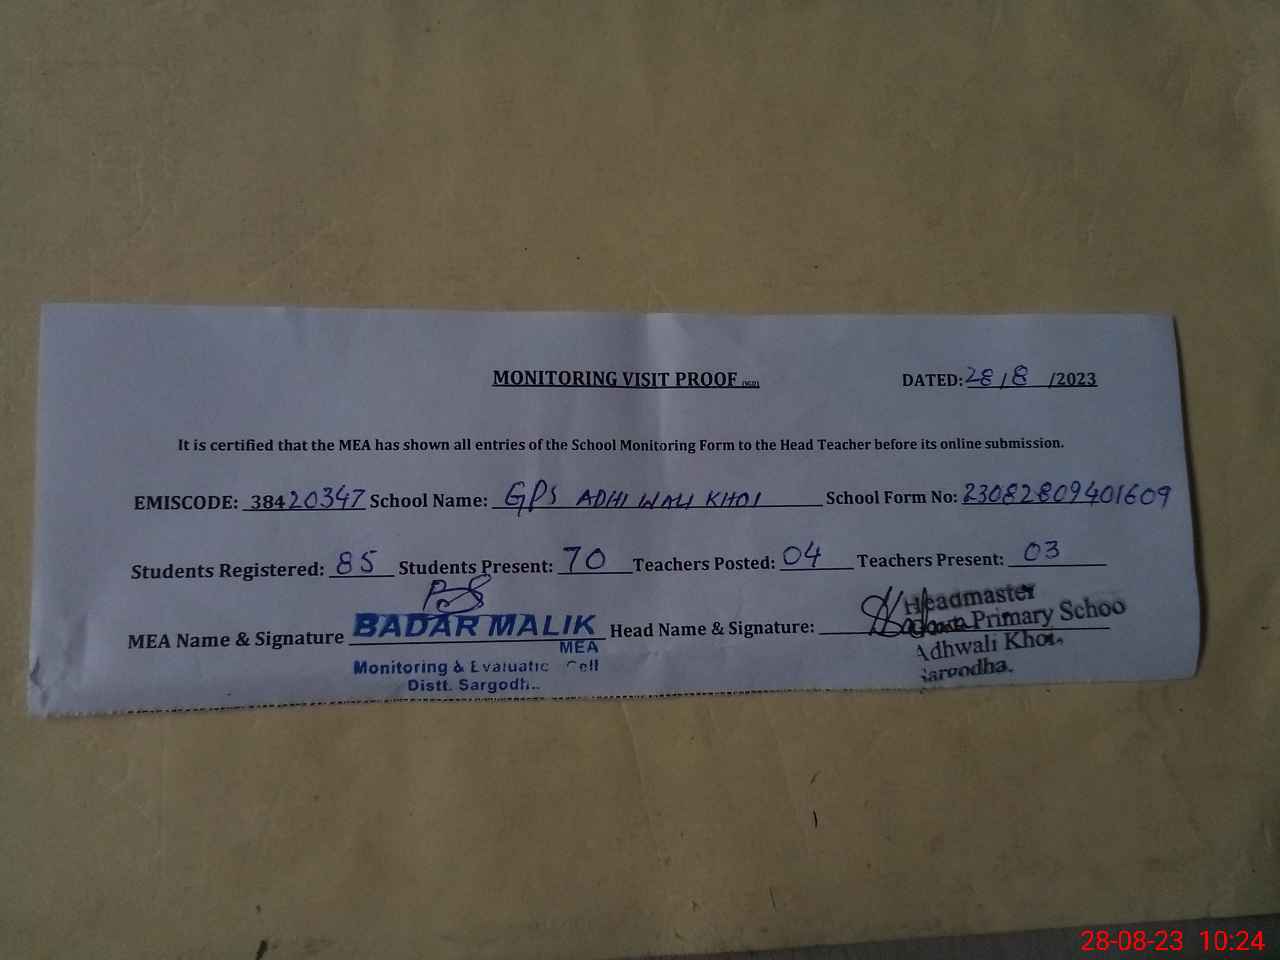 MONITORING VISIT PROOF (SGD) DATED: 28/8/2023
It is certified that the MEA has shown all entries of the School Monitoring Form to the Head Teacher before its online submission.
EMISCODE: 38420347 School Name: GPS ADHI WALI KHOI School Form No: 23082809401609
Students Registered: 85 Students Present: 70 Teachers Posted: 04 Teachers Present: 03
MEA Name & Signature BADAR MALIK Head Name & Signature: Headmaster
MEA Primary Schoo
Monitoring & Evaluatic Cell Adhwali Khoi,
Distt. Sargodh.. Sargodha.
28-08-23 10:24